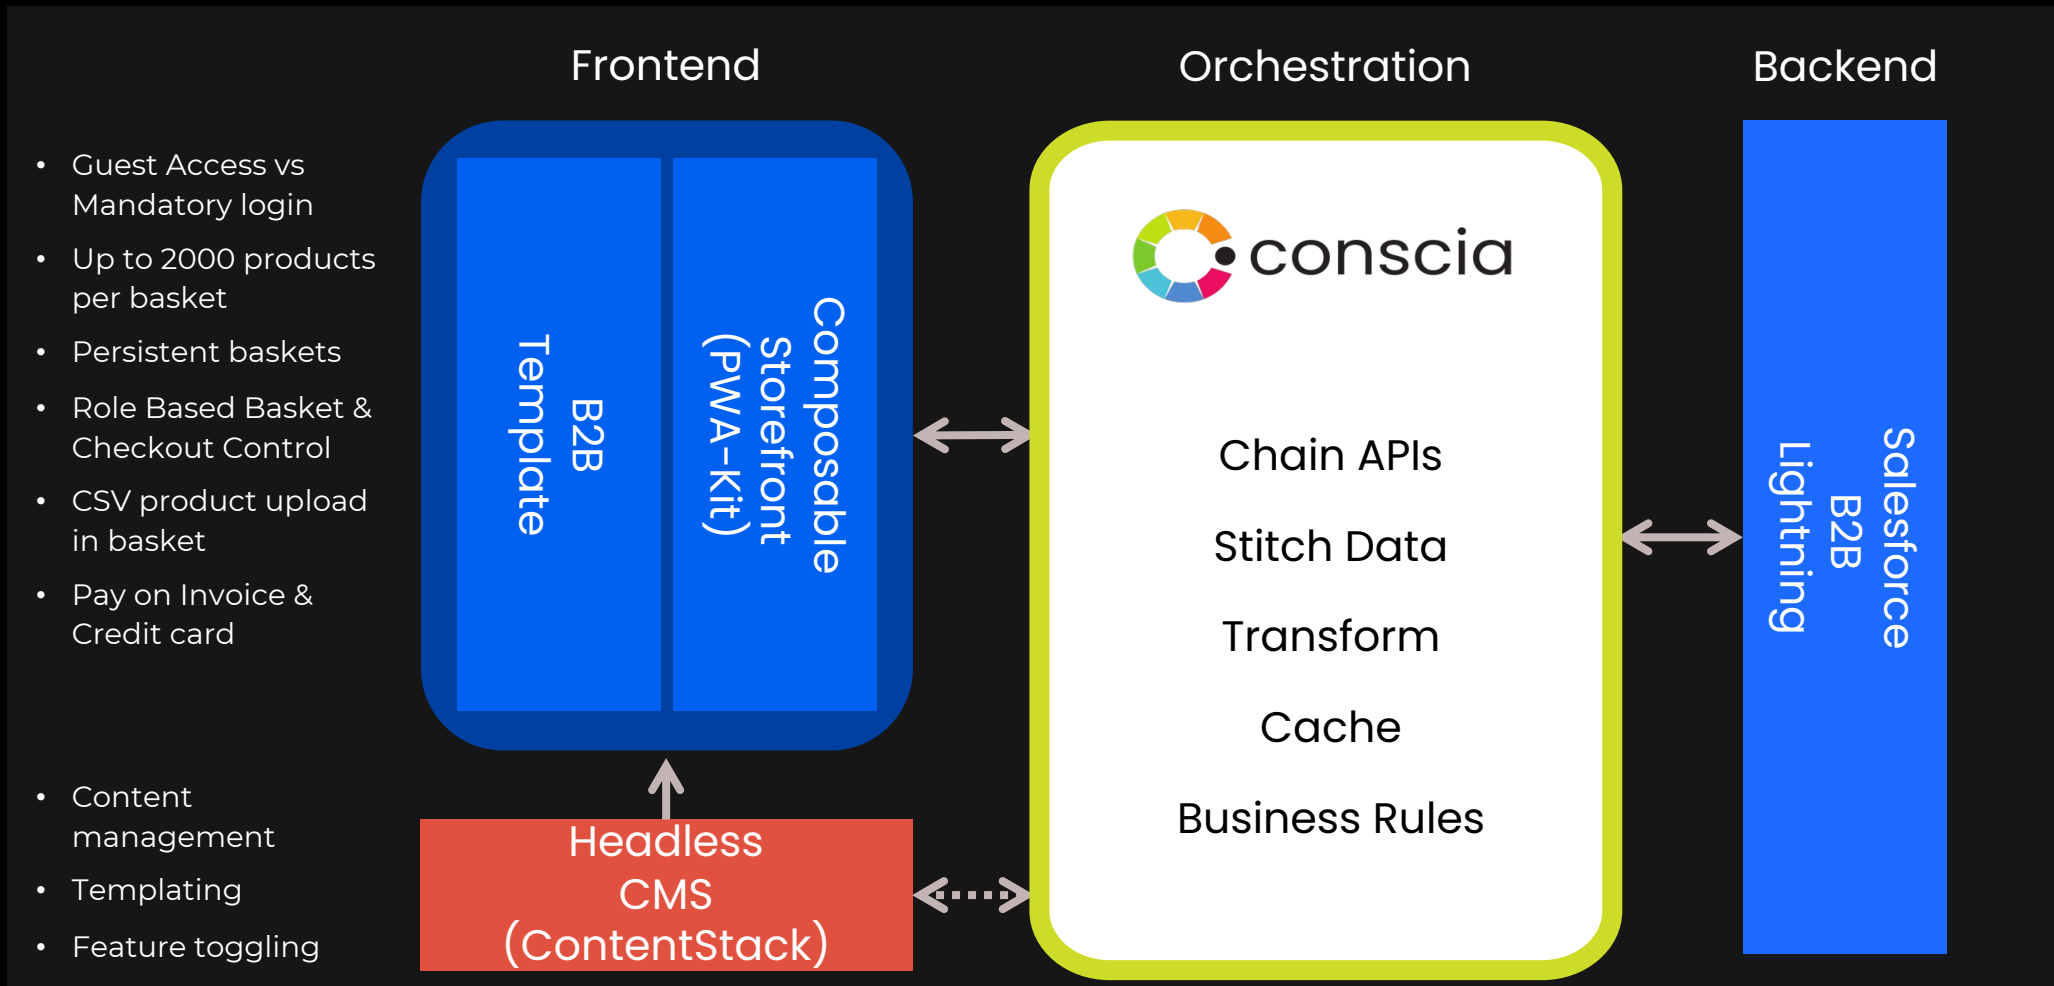 Frontend
Orchestration
Backend
• Guest Access vs
Mandatory login
• Up to 2000 products
per basket
• Persistent baskets
• Role Based Basket &
Checkout Control
• CSV product upload
in basket
• Pay on Invoice &
Credit card
• Content
management
• Templating
• Feature toggling
B2B
Template
Composable
Storefront
(PWA-Kit)
Headless
CMS
(ContentStack)
conscia
Chain APIs
Stitch Data
Transform
Cache
Business Rules
Salesforce
B2B
Lightning